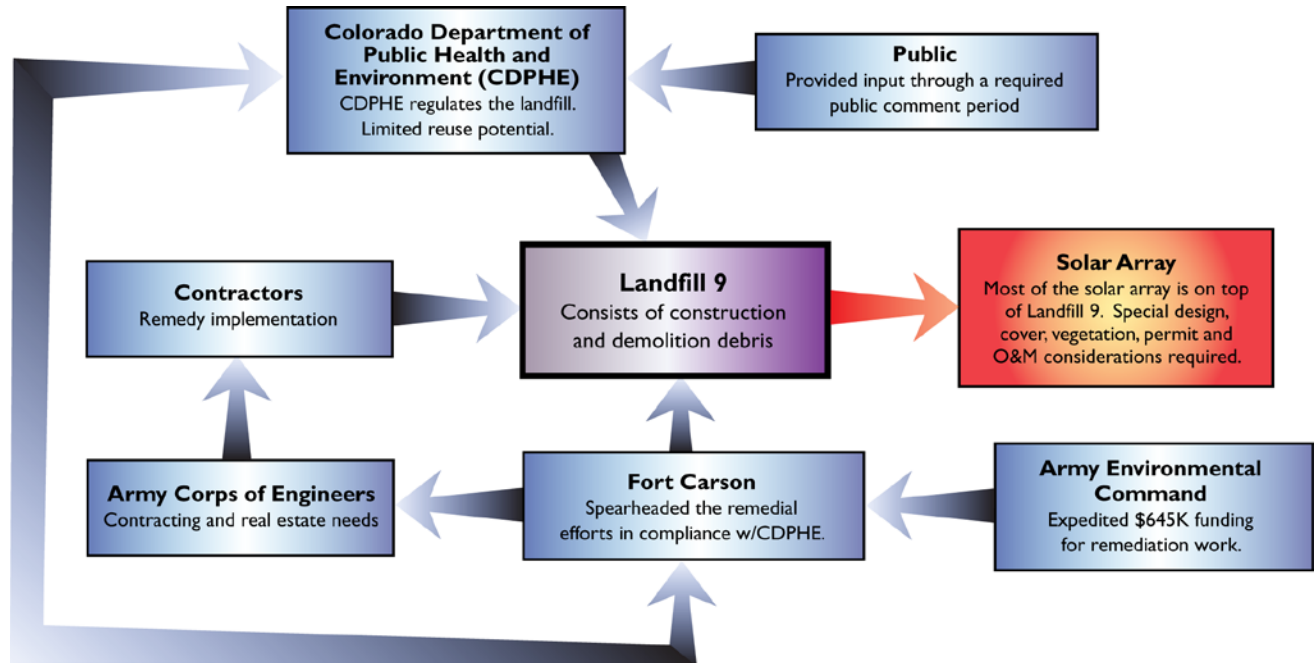 Colorado Department of
Public Health and
Environment (CDPHE)
CDPHE regulates the landfill.
Limited reuse potential.
Public
Provided input through a required
public comment period
Contractors
Remedy implementation
Landfill 9
Consists of construction
and demolition debris
Solar Array
Most of the solar array is on top
of Landfill 9.  Special design,
cover, vegetation, permit and
O&M considerations required.
Army Corps of Engineers
Contracting and real estate needs
Fort Carson
Spearheaded the remedial
efforts in compliance w/CDPHE.
Army Environmental
Command
Expedited $645K funding
for remediation work.